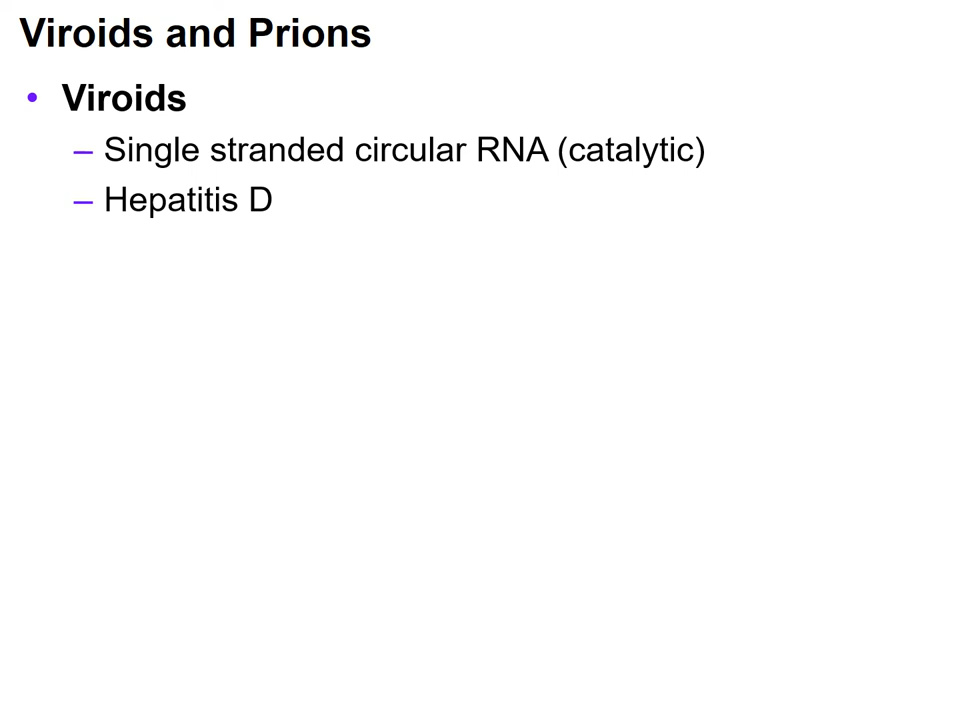 Viroids and Prions
• Viroids
– Single stranded circular RNA (catalytic)
– Hepatitis D